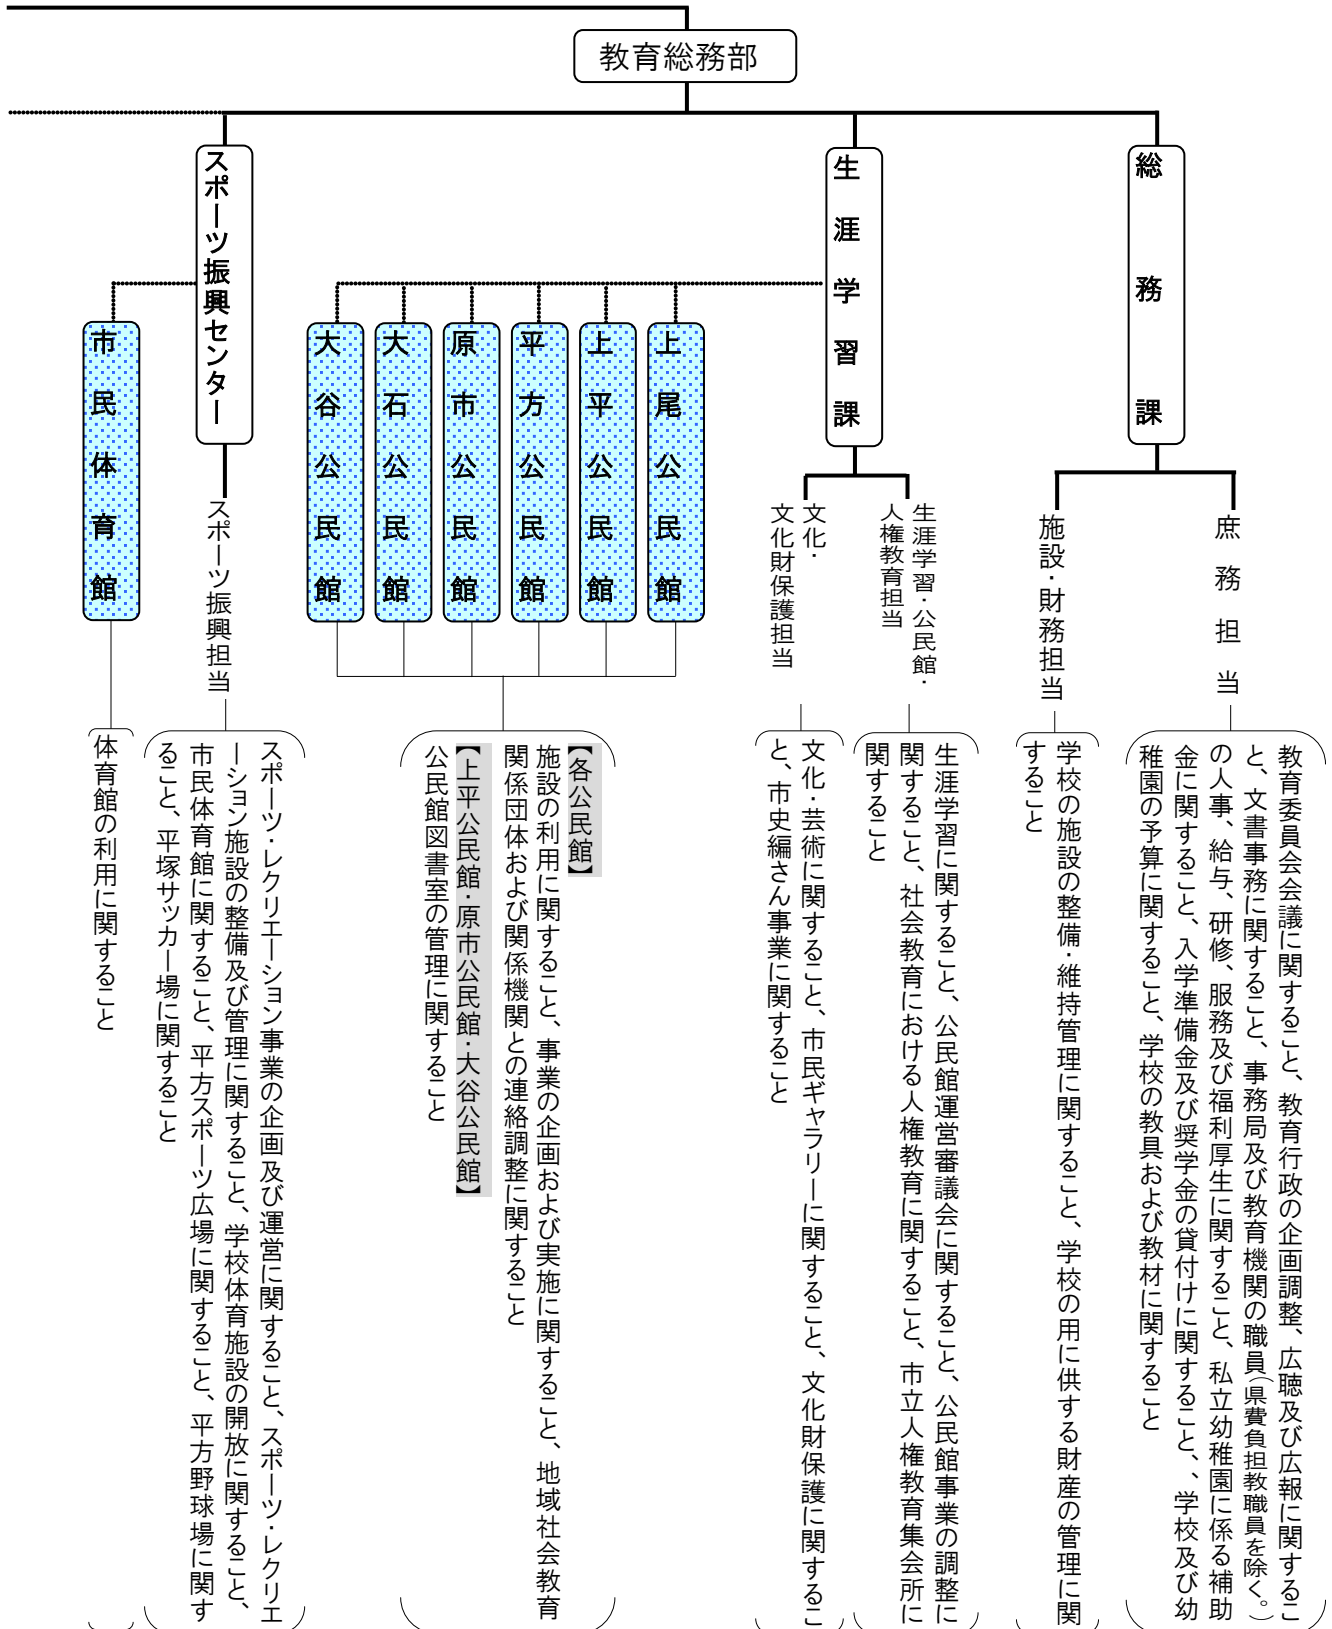 教育総務部
総務課
庶務担当
教育委員会会議に関すること、教育行政の企画調整、広聴及び広報に関するこ
と、文書事務に関すること、事務局及び教育機関の職員(県費負担教職員を除く。)
の人事、給与、研修、服務及び福利厚生に関すること、私立幼稚園に係る補助
金に関すること、入学準備金及び奨学金の貸付けに関すること、、学校及び幼
稚園の予算に関すること、学校の教具および教材に関すること
施設・財務担当
学校の施設の整備・維持管理に関すること、学校の用に供する財産の管理に関
すること
生涯学習課
生涯学習・公民館・
人権教育担当
生涯学習に関すること、公民館運営審議会に関すること、公民館事業の調整に
関すること、社会教育における人権教育に関すること、市立人権教育集会所に
関すること
文化・
文化財保護担当
文化・芸術に関すること、市民ギャラリーに関すること、文化財保護に関するこ
と、市史編さん事業に関すること
上尾公民館
上平公民館
平方公民館
原市公民館
大石公民館
大谷公民館
【各公民館】
施設の利用に関すること、事業の企画および実施に関すること、地域社会教育
関係団体および関係機関との連絡調整に関すること
【上平公民館・原市公民館・大谷公民館】
公民館図書室の管理に関すること
スポーツ振興センター
スポーツ振興担当
スポーツ・レクリエーション事業の企画及び運営に関すること、スポーツ・レクリエ
ーション施設の整備及び管理に関すること、学校体育施設の開放に関すること、
市民体育館に関すること、平方スポーツ広場に関すること、平方野球場に関す
ること、平塚サッカー場に関すること
市民体育館
体育館の利用に関すること